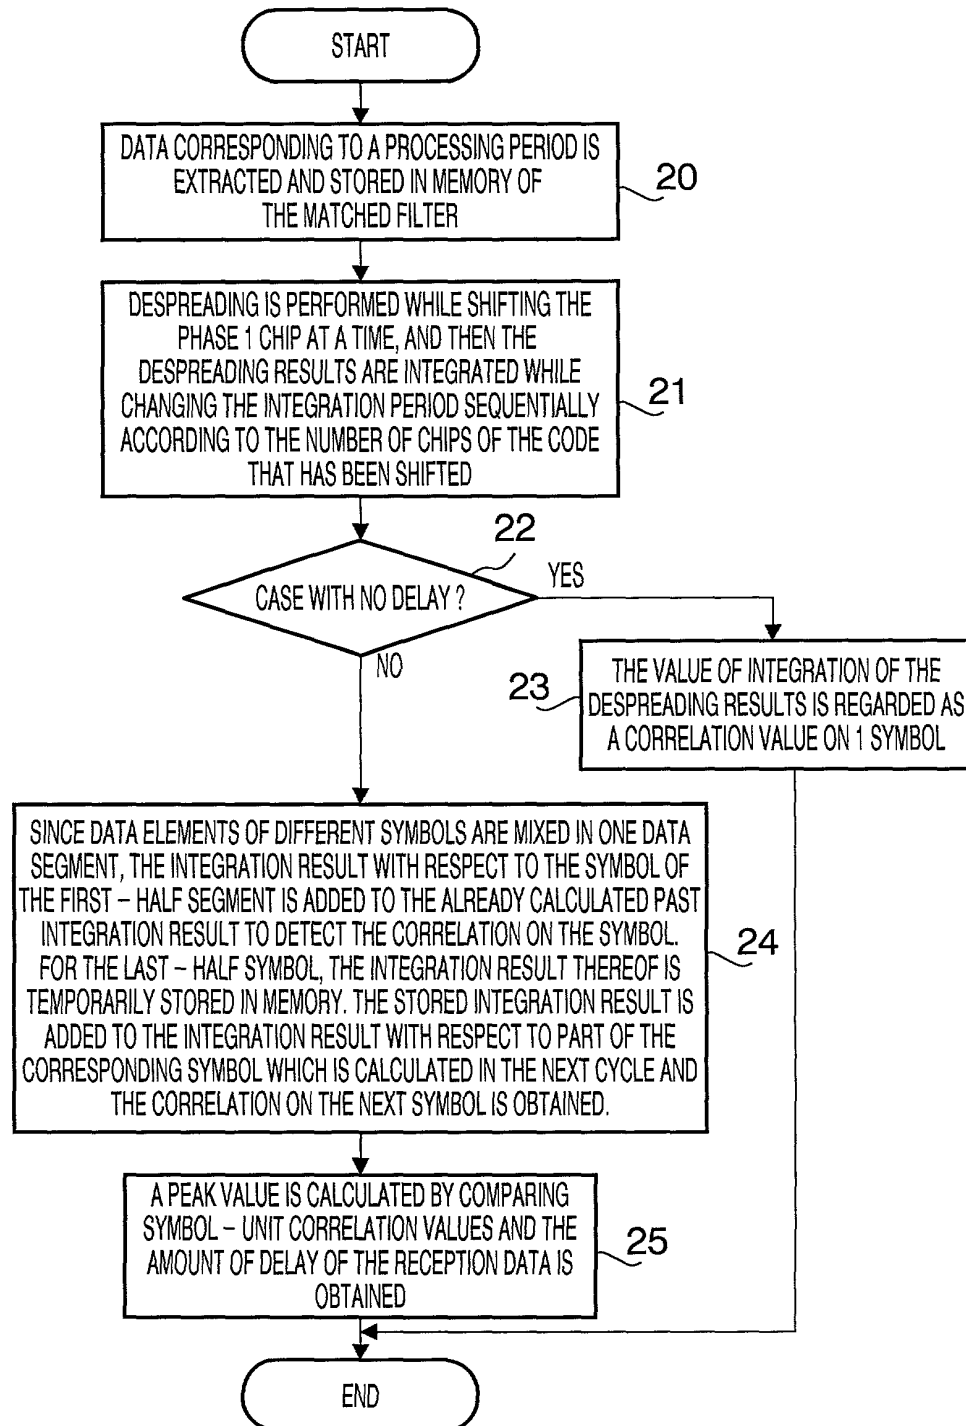 START
DATA CORRESPONDING TO A PROCESSING PERIOD IS
EXTRACTED AND STORED IN MEMORY OF
THE MATCHED FILTER
20
DESPREADING IS PERFORMED WHILE SHIFTING THE
PHASE 1 CHIP AT A TIME, AND THEN THE
DESPREADING RESULTS ARE INTEGRATED WHILE
CHANGING THE INTEGRATION PERIOD SEQUENTIALLY
ACCORDING TO THE NUMBER OF CHIPS OF THE CODE
THAT HAS BEEN SHIFTED
21
22
CASE WITH NO DELAY ?
YES
NO
23
THE VALUE OF INTEGRATION OF THE
DESPREADING RESULTS IS REGARDED AS
A CORRELATION VALUE ON 1 SYMBOL
SINCE DATA ELEMENTS OF DIFFERENT SYMBOLS ARE MIXED IN ONE DATA
SEGMENT, THE INTEGRATION RESULT WITH RESPECT TO THE SYMBOL OF
THE FIRST – HALF SEGMENT IS ADDED TO THE ALREADY CALCULATED PAST
INTEGRATION RESULT TO DETECT THE CORRELATION ON THE SYMBOL.
FOR THE LAST – HALF SYMBOL, THE INTEGRATION RESULT THEREOF IS
TEMPORARILY STORED IN MEMORY. THE STORED INTEGRATION RESULT IS
ADDED TO THE INTEGRATION RESULT WITH RESPECT TO PART OF THE
CORRESPONDING SYMBOL WHICH IS CALCULATED IN THE NEXT CYCLE AND
THE CORRELATION ON THE NEXT SYMBOL IS OBTAINED.
24
A PEAK VALUE IS CALCULATED BY COMPARING
SYMBOL – UNIT CORRELATION VALUES AND THE
AMOUNT OF DELAY OF THE RECEPTION DATA IS
OBTAINED
25
END